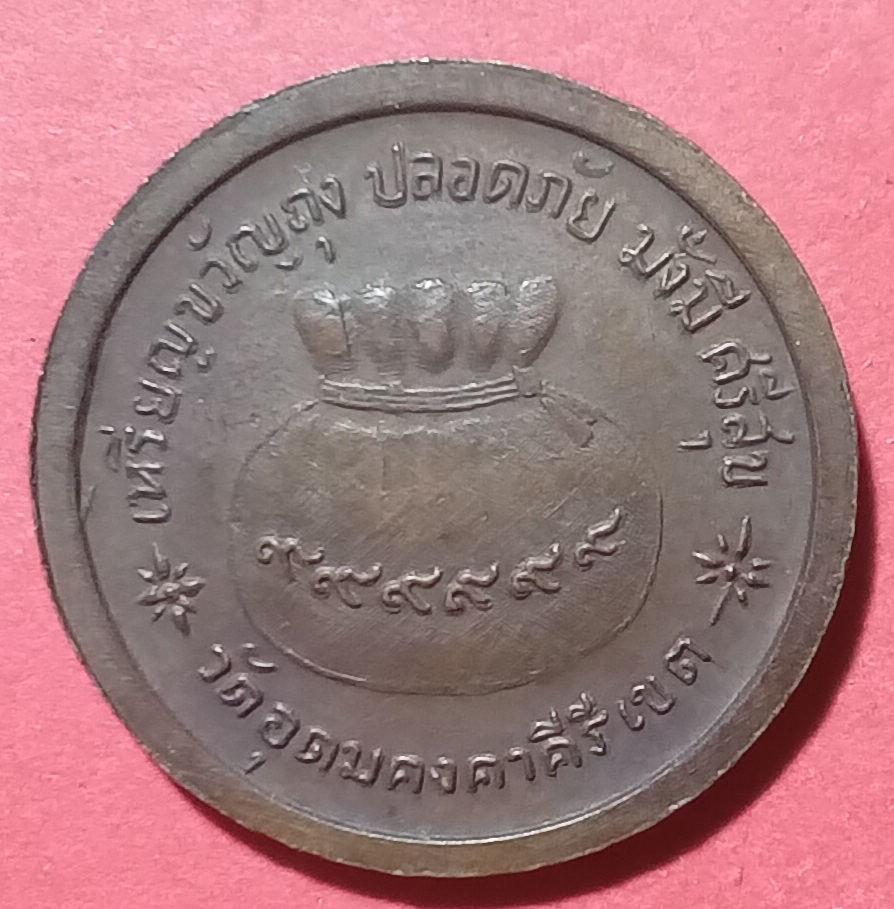 เหรียญขวัญถุง ปลอดภัย มั่งมี ศรีสุข
๙๙๙๙๙๙
วัดอุดมคงคาคีรีเขต